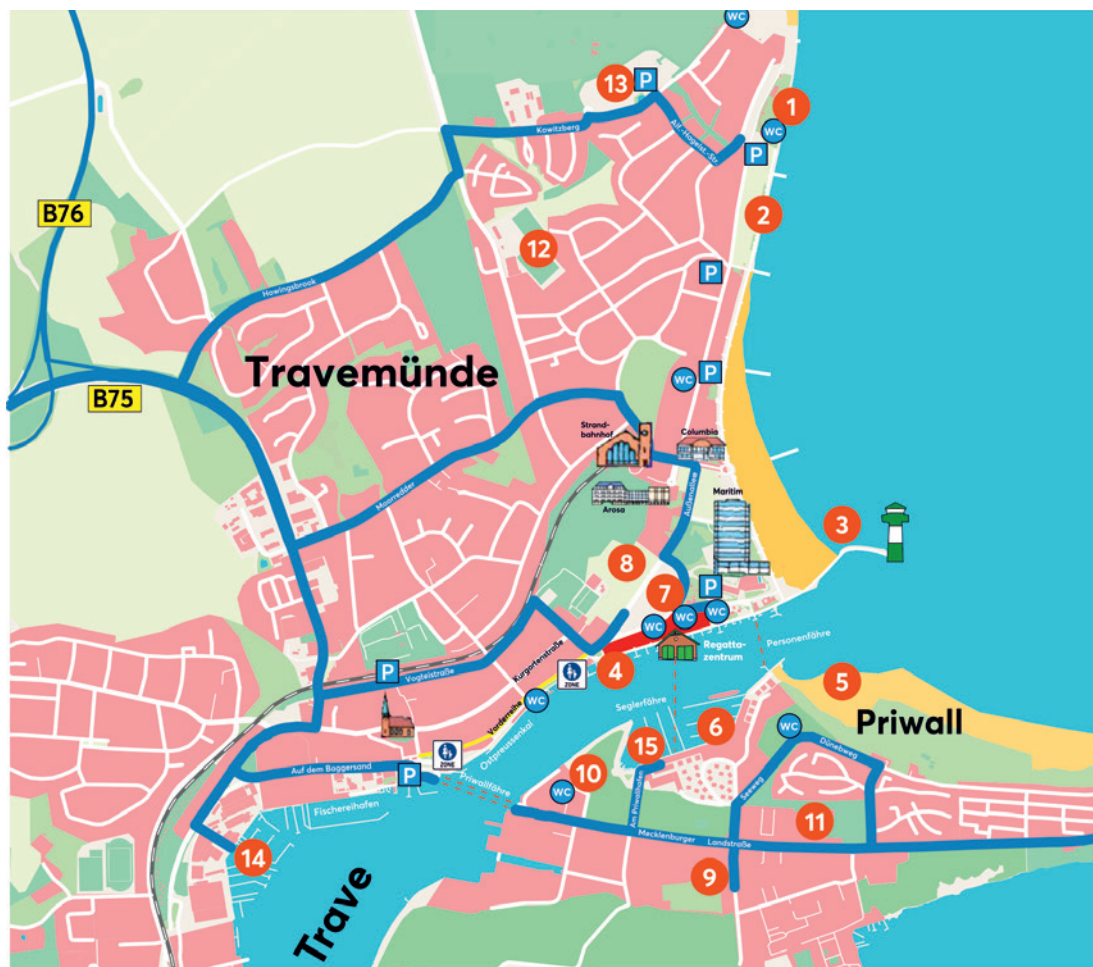 WC
13
P
1
WC
Kowitzberg
Alf.-Hagelst.-Str
P
B76
2
12
P
Howingsbrook
Travemünde
P
WC
B75
Strand-
bahnhof
Columbia
Moorredder
Außenallee
Maritim
Arosa
3
8
7
P
WC
WC
WC
Personenfähre
Regatta-
zentrum
Kurgartenstraße
4
P
Vogteistraße
ZONE
5
Priwall
Seglerfähre
WC
Vorderreihe
6
WC
Ostpreussenkai
ZONE
15
Dünenweg
Auf dem Baggersand
P
Priwallfähre
10
WC
Seeweg
Am Priwallhafen
Fischereihafen
11
Mecklenburger
Landstraße
14
9
Trave